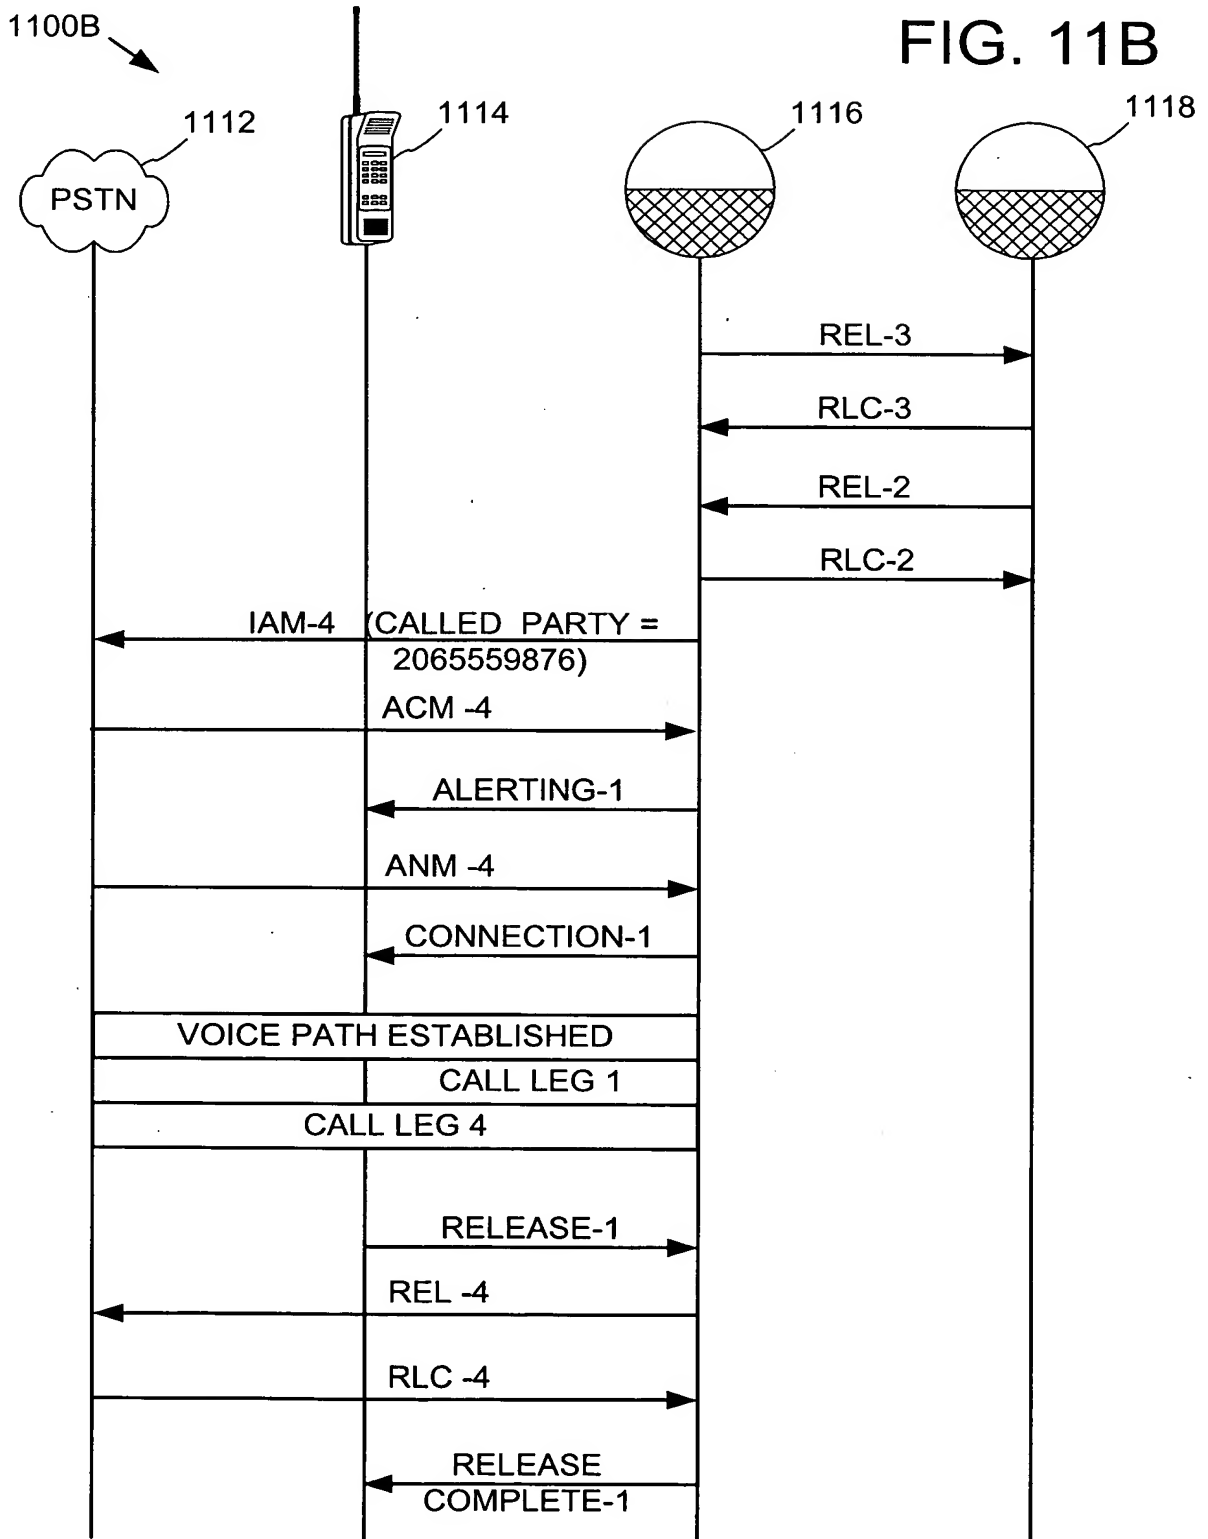 1100B
FIG. 11B
1112
1114
1116
1118
PSTN
REL-3
RLC-3
REL-2
RLC-2
IAM-4 (CALLED PARTY =
2065559876)
ACM -4
ALERTING-1
ANM -4
CONNECTION-1
VOICE PATH ESTABLISHED
CALL LEG 1
CALL LEG 4
RELEASE-1
REL -4
RLC -4
RELEASE
COMPLETE-1